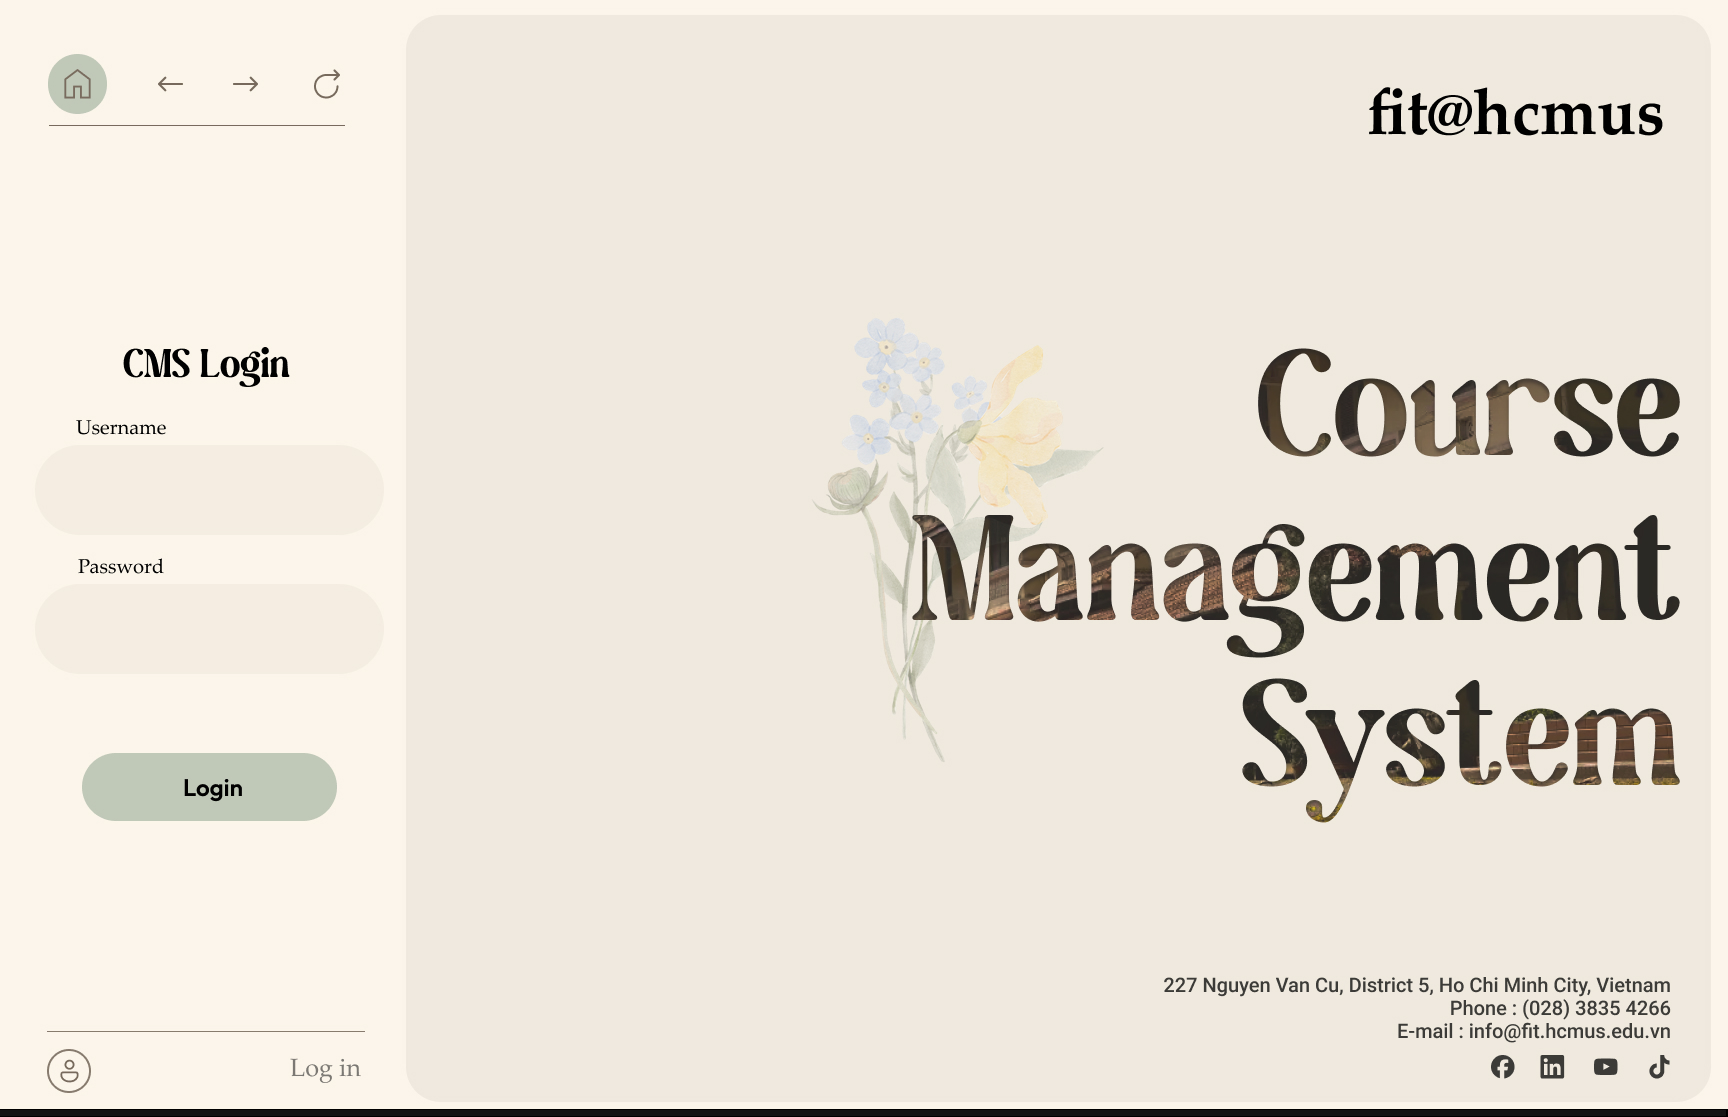 fit@hcmus
CMS Login
Username
Password
Login
Log in
Course
Management
System
227 Nguyen Van Cu, District 5, Ho Chi Minh City, Vietnam
Phone : (028) 3835 4266
E-mail : info@fit.hcmus.edu.vn